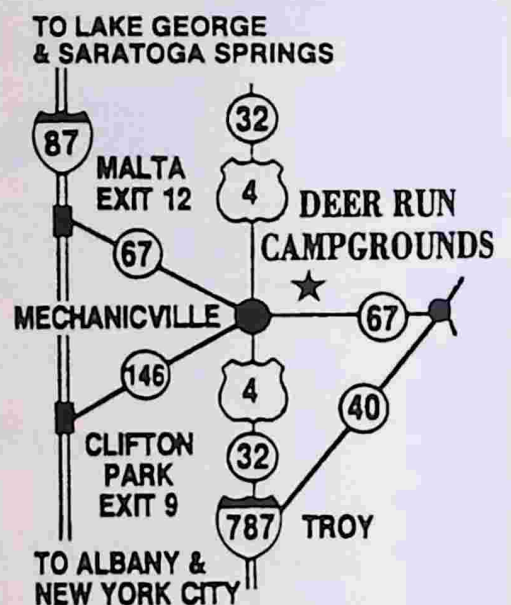 TO LAKE GEORGE
& SARATOGA SPRINGS
32
87
MALTA
EXIT 12
4
DEER RUN
CAMPGROUNDS
67
MECHANICVILLE
67
146
4
40
CLIFTON
PARK
EXIT 9
32
787
TROY
TO ALBANY &
NEW YORK CITY